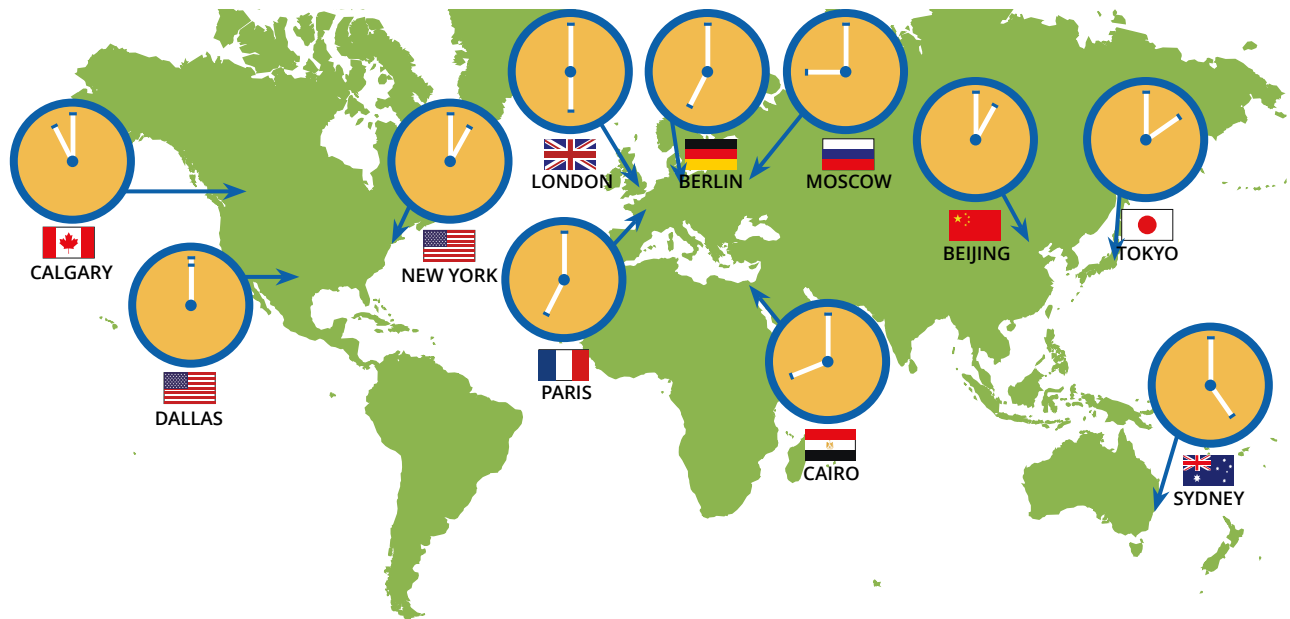 LONDON
BERLIN
MOSCOW
CALGARY
NEW YORK
BEIJING
TOKYO
DALLAS
PARIS
CAIRO
SYDNEY